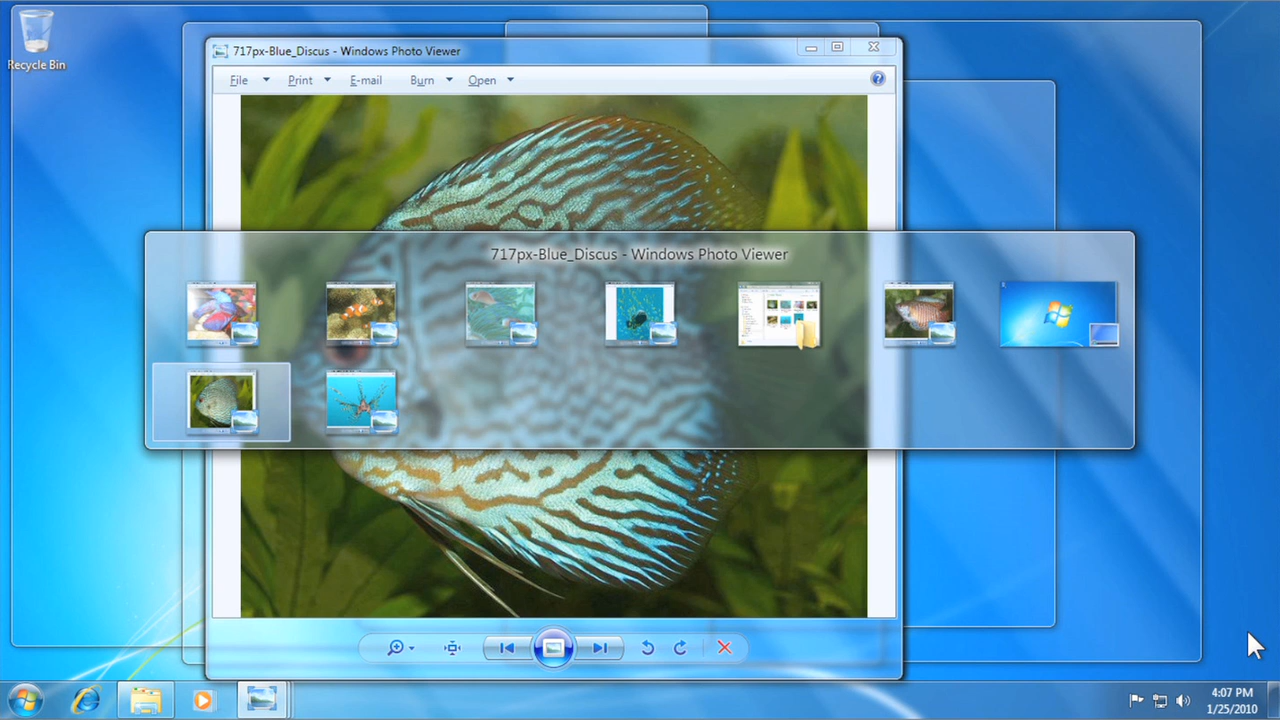 717px-Blue_Discus - Windows Photo Viewer
Recycle Bin
File Print E-mail Burn Open
717px-Blue_Discus - Windows Photo Viewer
4:07 PM
1/25/2010